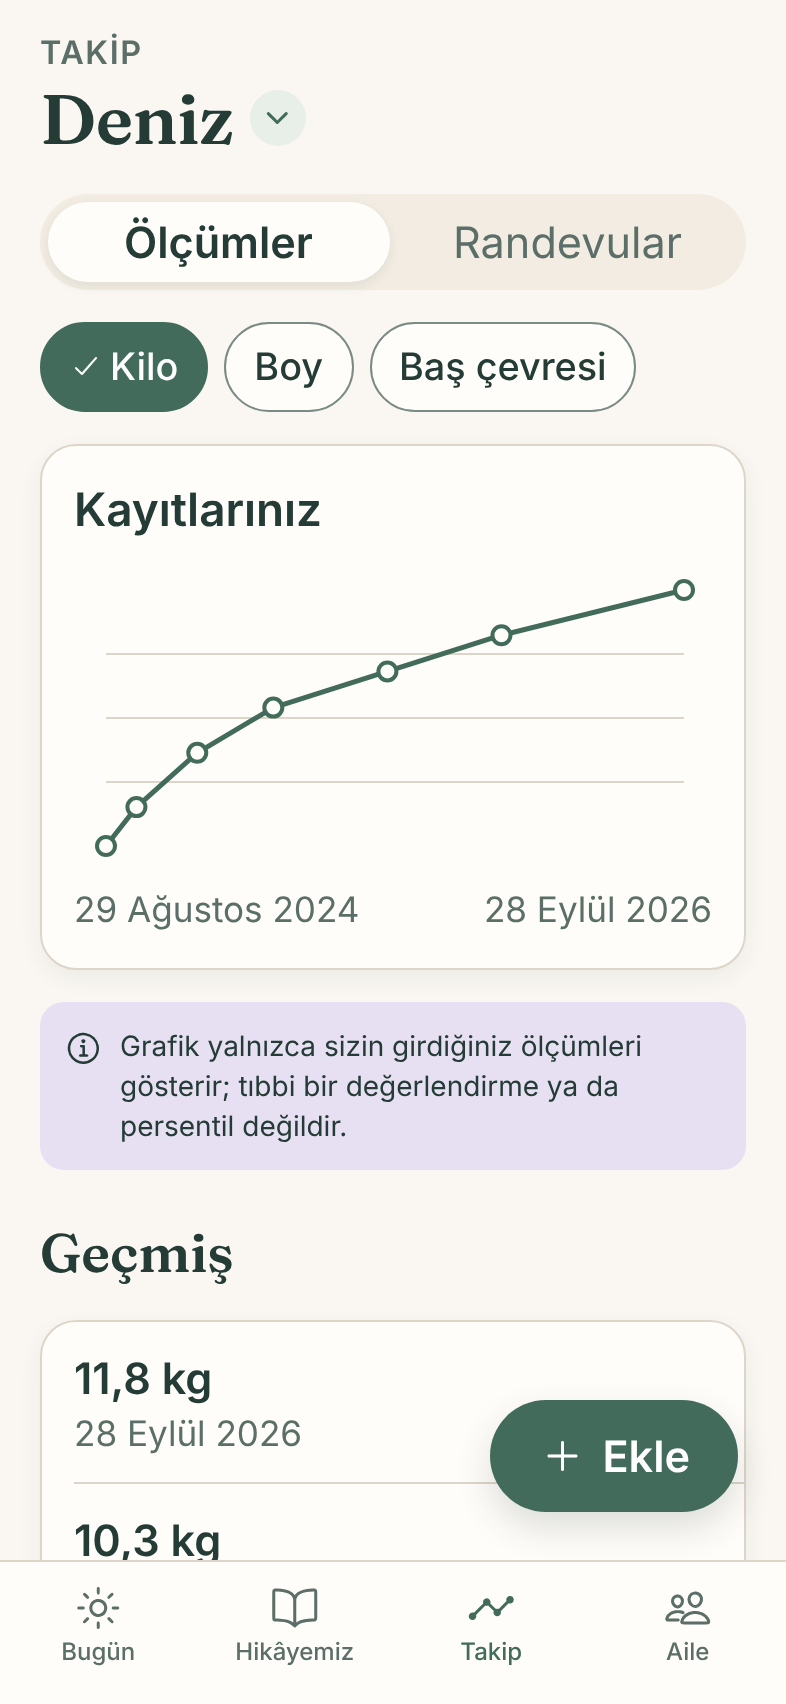 TAKİP
Deniz
Ölçümler
Randevular
Kilo
Boy
Baş çevresi
Kayıtlarınız
29 Ağustos 2024
28 Eylül 2026
Grafik yalnızca sizin girdiğiniz ölçümleri
gösterir; tıbbi bir değerlendirme ya da
persentil değildir.
Geçmiş
11,8 kg
28 Eylül 2026
Ekle
10,3 kg
Bugün
Hikâyemiz
Takip
Aile